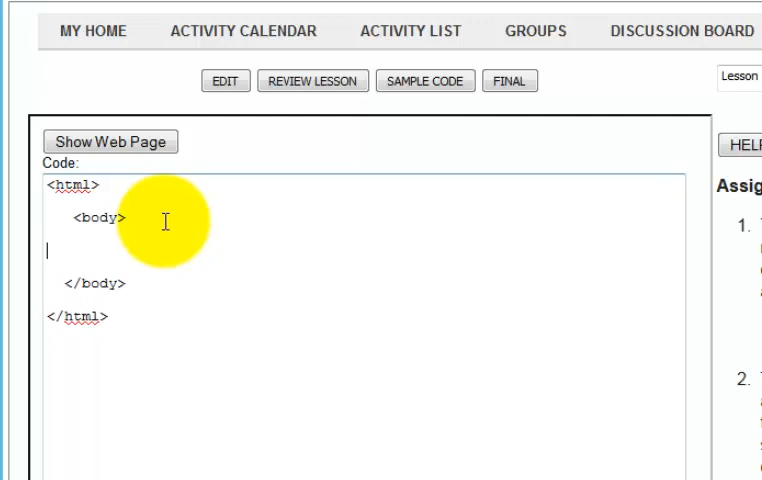 MY HOME ACTIVITY CALENDAR ACTIVITY LIST GROUPS DISCUSSION BOARD
EDIT REVIEW LESSON SAMPLE CODE FINAL Lesson
Show Web Page
Code:
<html>
<body>
</body>
</html>
HELP
Assig
1.
2.